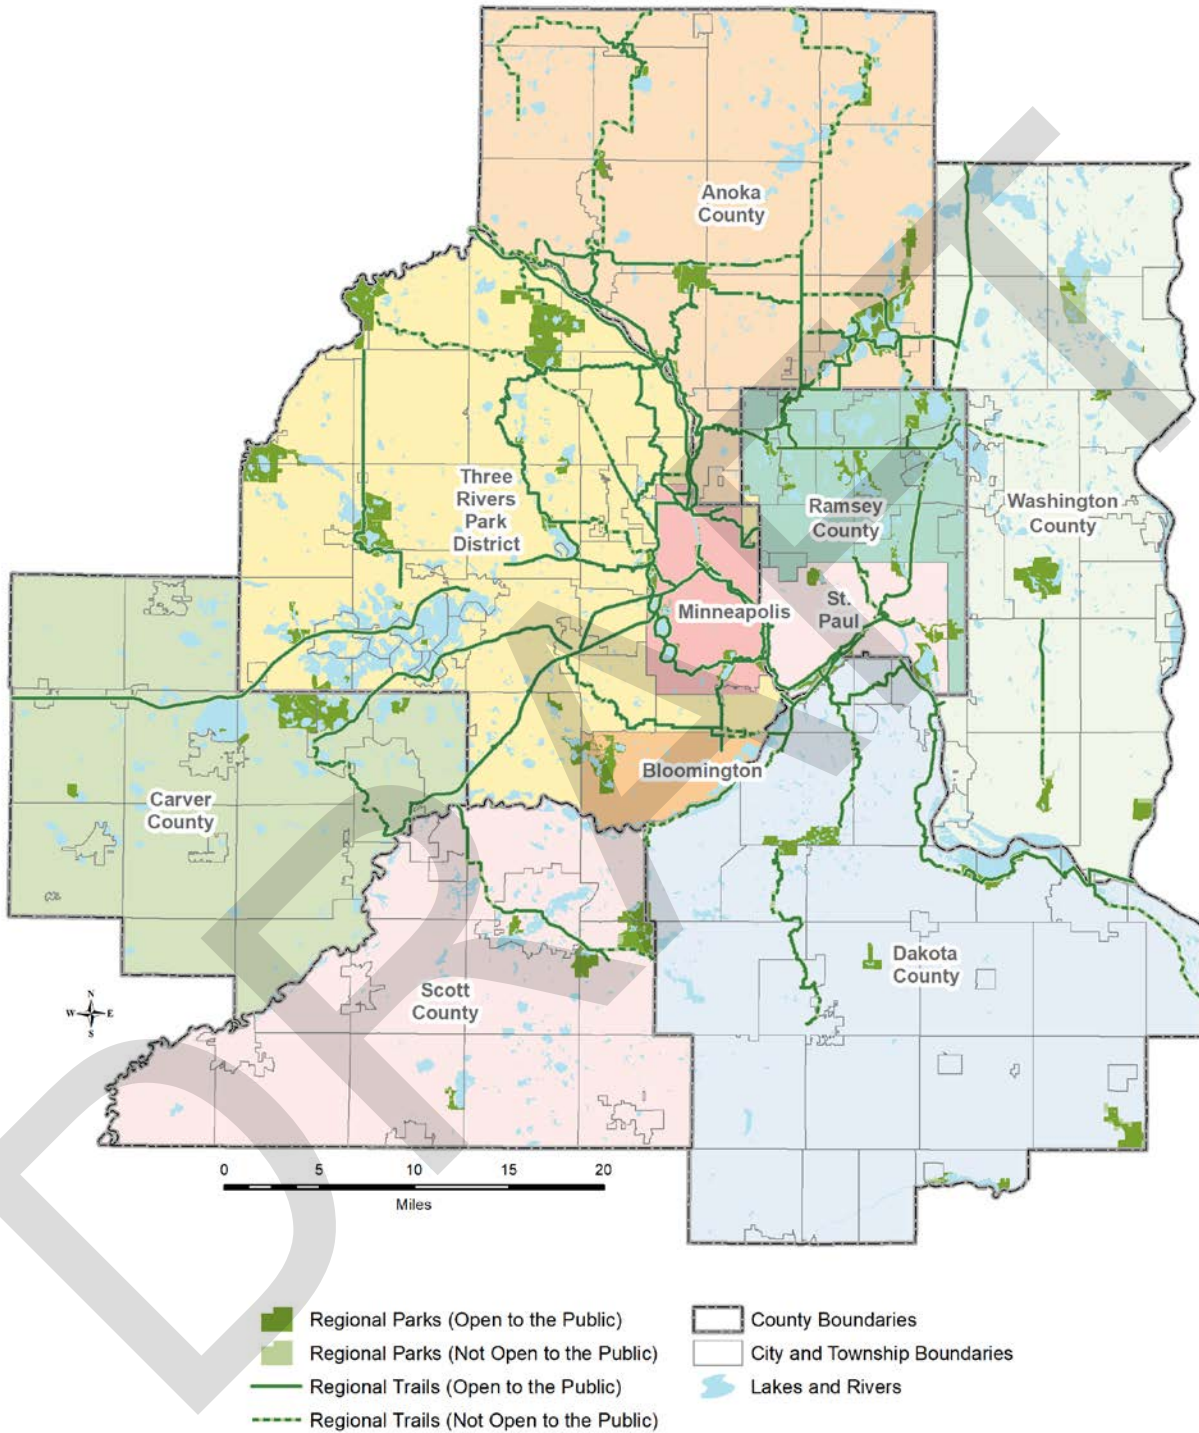 Anoka
County
Three
Rivers
Park
District
Ramsey
County
Washington
County
Minneapolis
St.
Paul
Bloomington
Carver
County
Dakota
County
Scott
County
N
W E
S
0 5 10 15 20
Miles
Regional Parks (Open to the Public)
Regional Parks (Not Open to the Public)
Regional Trails (Open to the Public)
Regional Trails (Not Open to the Public)
County Boundaries
City and Township Boundaries
Lakes and Rivers
DRAFT